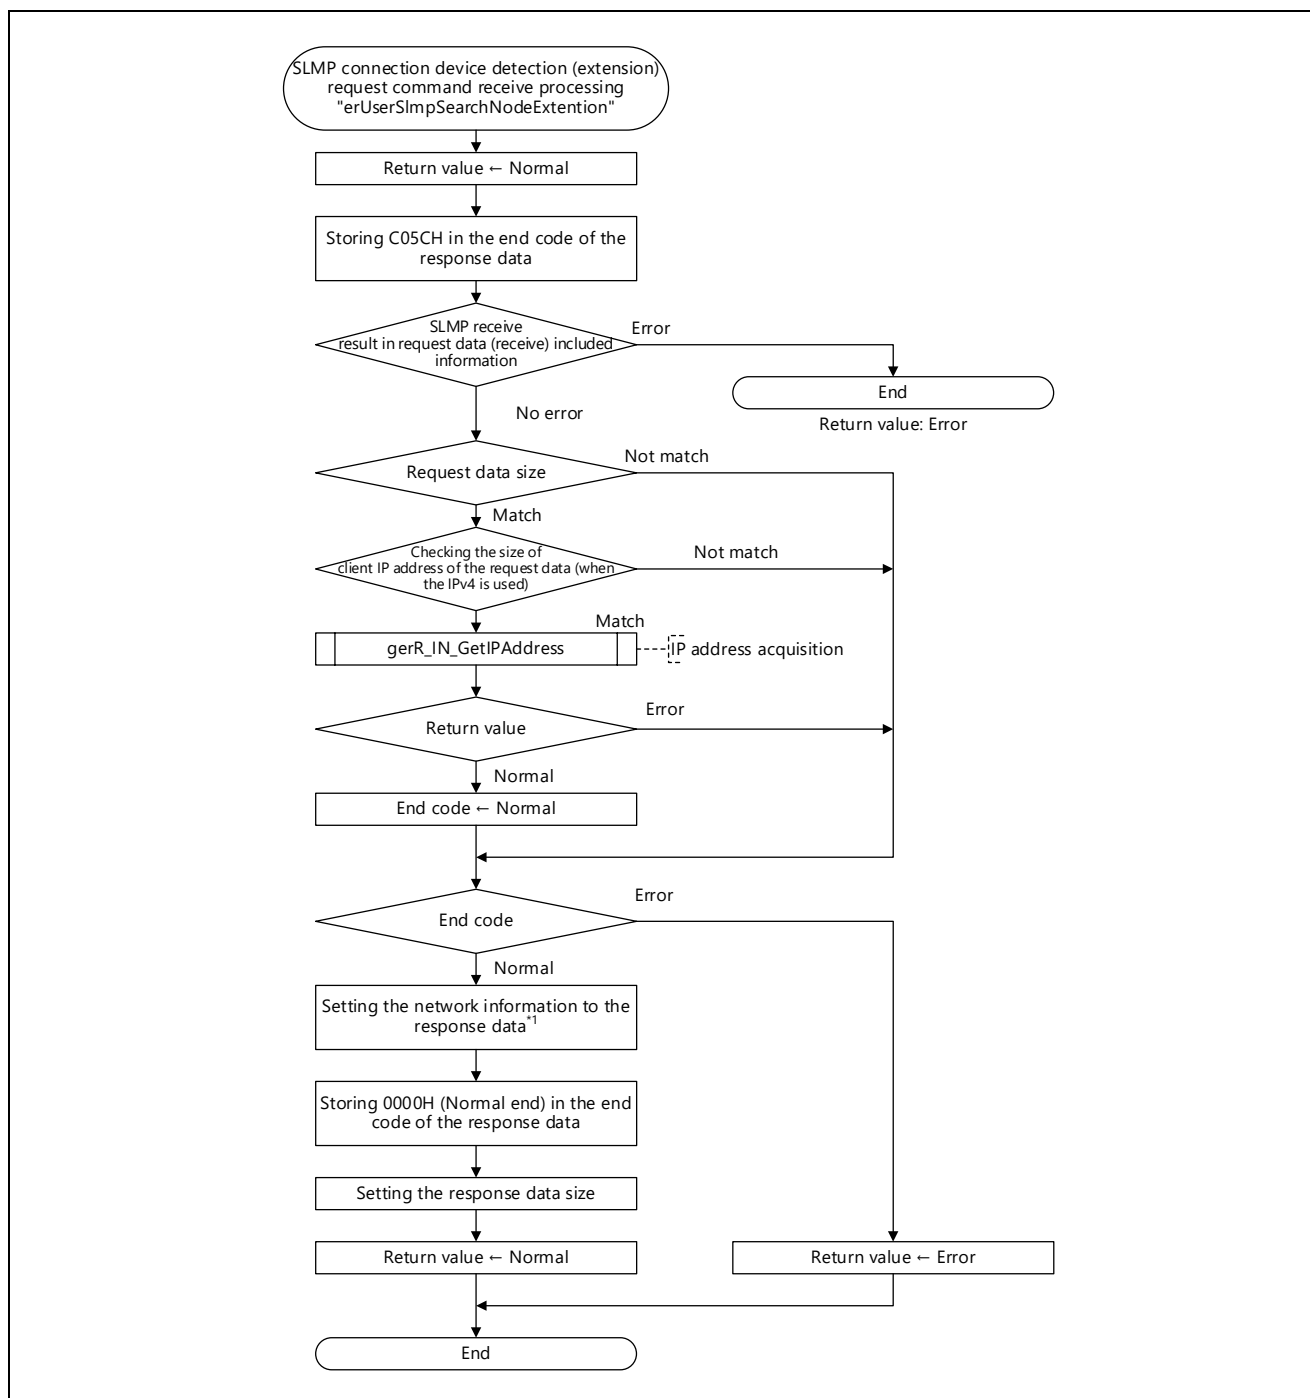 SLMP connection device detection (extension)
request command receive processing
"erUserSlmpSearchNodeExtention"
Return value ← Normal
Storing C05CH in the end code of the
response data
SLMP receive
result in request data (receive) included
information
Error
End
Return value: Error
No error
Request data size
Not match
Match
Checking the size of
client IP address of the request data (when
the IPv4 is used)
Not match
Match
gerR_IN_GetIPAddress
IP address acquisition
Return value
Error
Normal
End code ← Normal
End code
Error
Normal
Setting the network information to the
response data*1
Storing 0000H (Normal end) in the end
code of the response data
Setting the response data size
Return value ← Normal
Return value ← Error
End